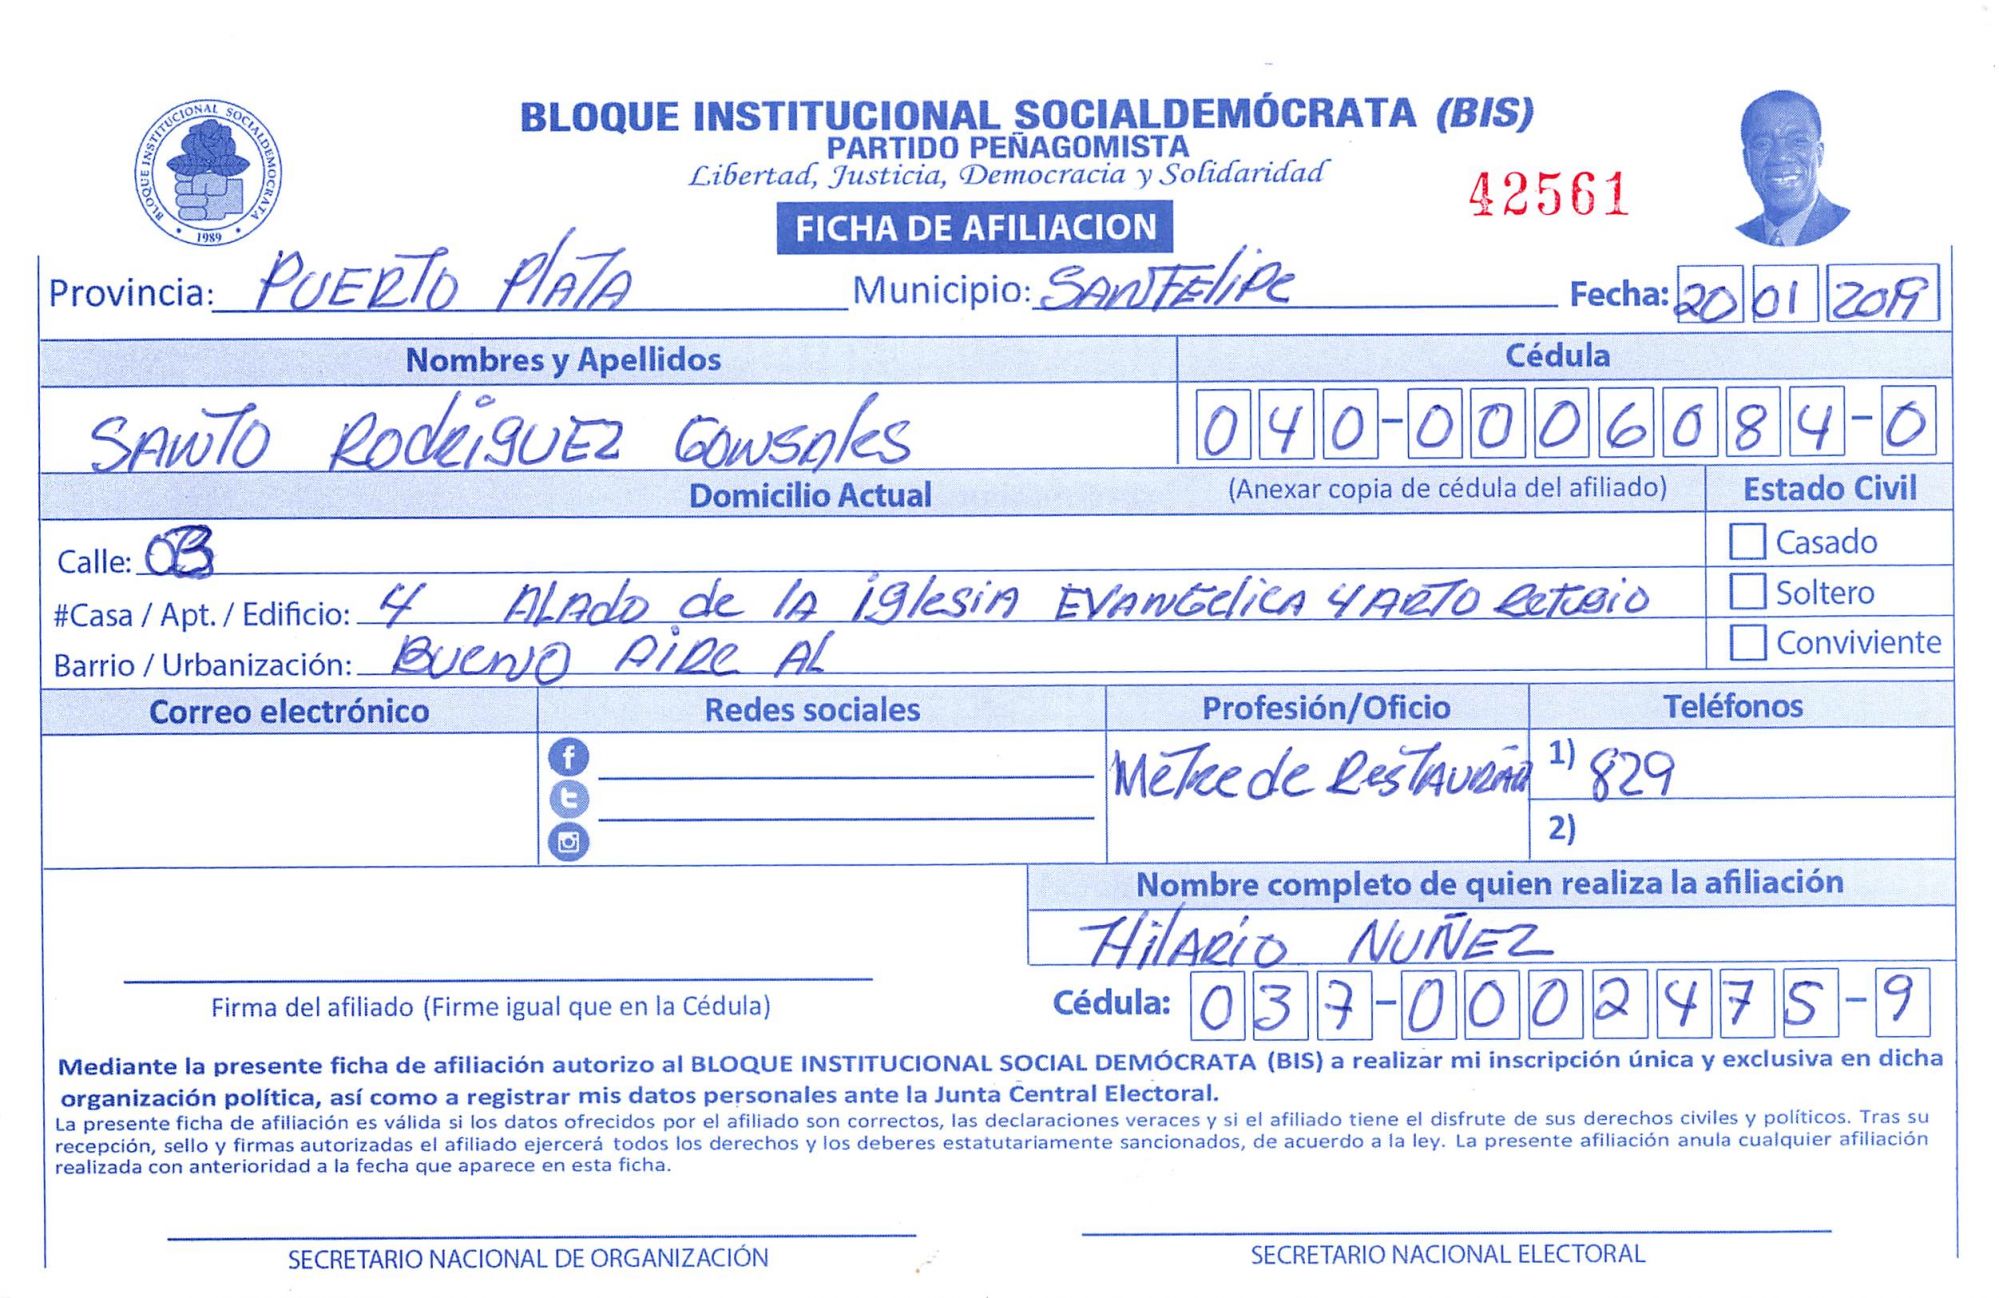 BLOQUE INSTITUCIONAL SOCIALDEMOCRATA
1989
BLOQUE INSTITUCIONAL SOCIALDEMÓCRATA (BIS)
PARTIDO PEÑAGOMISTA
Libertad, Justicia, Democracia y Solidaridad
42561
FICHA DE AFILIACION
Provincia: PUERTO PlATA Municipio: SANFElipe Fecha: 20 01 2019
Nombres y Apellidos Cédula
SANTO RodRiGUEZ GONSAles 040-0006084-0
Domicilio Actual (Anexar copia de cédula del afiliado) Estado Civil
Calle: Casado
#Casa / Apt. / Edificio: 4 AlAdo de lA iglesiA EVANGeliCA Soltero
Barrio / Urbanización: BUENO AiRe AL Conviviente
Correo electrónico Redes sociales Profesión/Oficio Teléfonos
MeTRe de 1) 829
2)
Nombre completo de quien realiza la afiliación
HilARio NUÑEZ
Firma del afiliado (Firme igual que en la Cédula) Cédula: 037-0002475-9
Mediante la presente ficha de afiliación autorizo al BLOQUE INSTITUCIONAL SOCIAL DEMÓCRATA (BIS) a realizar mi inscripción única y exclusiva en dicha
organización política, así como a registrar mis datos personales ante la Junta Central Electoral.
La presente ficha de afiliación es válida si los datos ofrecidos por el afiliado son correctos, las declaraciones veraces y si el afiliado tiene el disfrute de sus derechos civiles y políticos. Tras su
recepción, sello y firmas autorizadas el afiliado ejercerá todos los derechos y los deberes estatutariamente sancionados, de acuerdo a la ley. La presente afiliación anula cualquier afiliación
realizada con anterioridad a la fecha que aparece en esta ficha.
SECRETARIO NACIONAL DE ORGANIZACIÓN SECRETARIO NACIONAL ELECTORAL